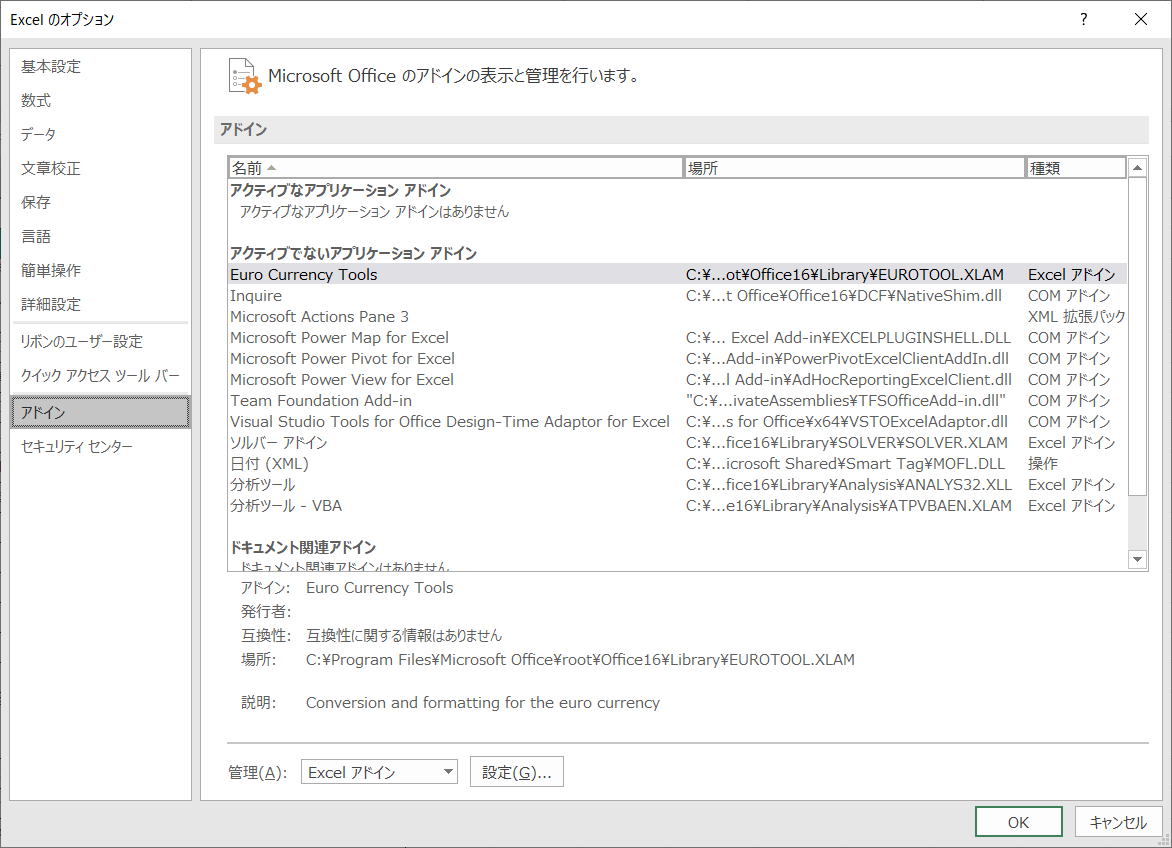 Excel のオプション
?
基本設定
数式
データ
文章校正
保存
言語
簡単操作
詳細設定
リボンのユーザー設定
クイック アクセス ツール バー
アドイン
セキュリティ センター
Microsoft Office のアドインの表示と管理を行います。
アドイン
名前 場所 種類
アクティブなアプリケーション アドイン
アクティブなアプリケーション アドインはありません
アクティブでないアプリケーション アドイン
Euro Currency Tools C:¥...ot¥Office16¥Library¥EUROTOOL.XLAM Excel アドイン
Inquire C:¥...t Office¥Office16¥DCF¥NativeShim.dll COM アドイン
Microsoft Actions Pane 3 XML 拡張パック
Microsoft Power Map for Excel C:¥... Excel Add-in¥EXCELPLUGINSHELL.DLL COM アドイン
Microsoft Power Pivot for Excel C:¥...Add-in¥PowerPivotExcelClientAddIn.dll COM アドイン
Microsoft Power View for Excel C:¥...l Add-in¥AdHocReportingExcelClient.dll COM アドイン
Team Foundation Add-in "C:¥...ivateAssemblies¥TFSOfficeAdd-in.dll" COM アドイン
Visual Studio Tools for Office Design-Time Adaptor for Excel C:¥...s for Office¥x64¥VSTOExcelAdaptor.dll COM アドイン
ソルバー アドイン C:¥...fice16¥Library¥SOLVER¥SOLVER.XLAM Excel アドイン
日付 (XML) C:¥...icrosoft Shared¥Smart Tag¥MOFL.DLL 操作
分析ツール C:¥...fice16¥Library¥Analysis¥ANALYS32.XLL Excel アドイン
分析ツール - VBA C:¥...e16¥Library¥Analysis¥ATPVBAEN.XLAM Excel アドイン
ドキュメント関連アドイン
ドキュメント関連アドインはありません
アドイン: Euro Currency Tools
発行者:
互換性: 互換性に関する情報はありません
場所: C:¥Program Files¥Microsoft Office¥root¥Office16¥Library¥EUROTOOL.XLAM
説明: Conversion and formatting for the euro currency
管理(A): Excel アドイン 設定(G)...
OK キャンセル